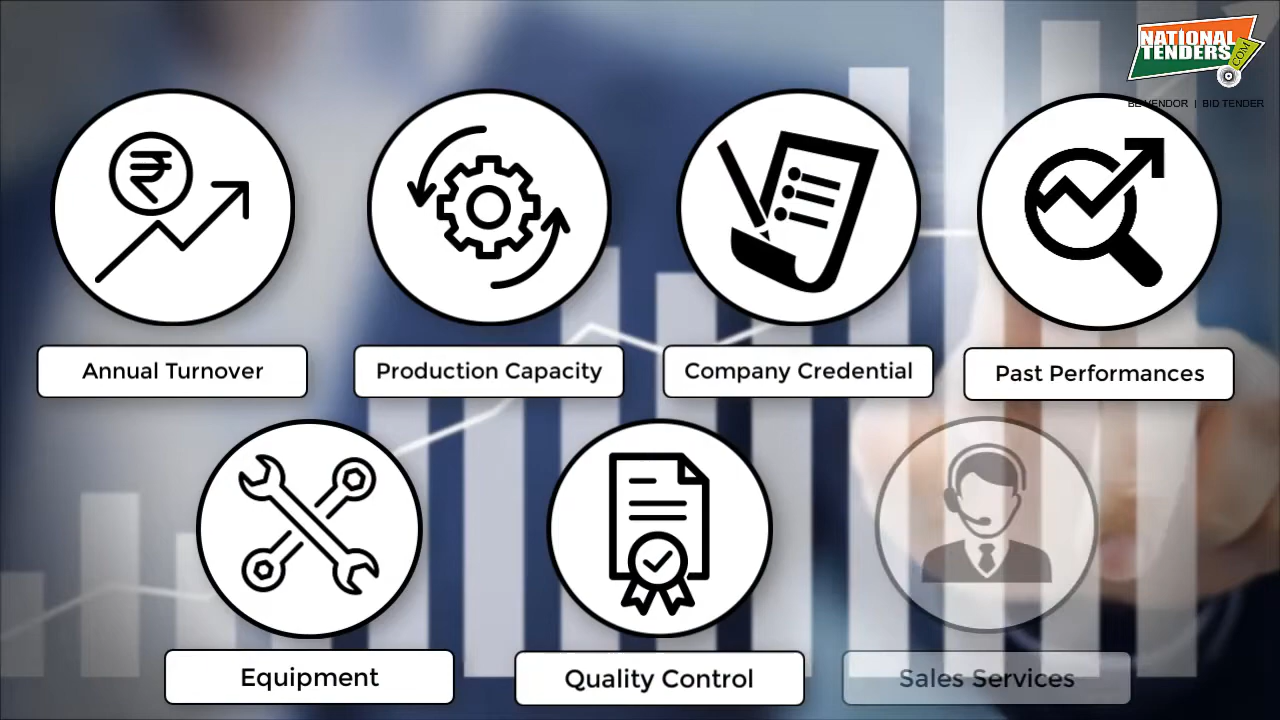 NATIONAL
TENDERS
.COM
BE VENDOR | BID TENDER
₹
Annual Turnover
Production Capacity
Company Credential
Past Performances
Equipment
Quality Control
Sales Services